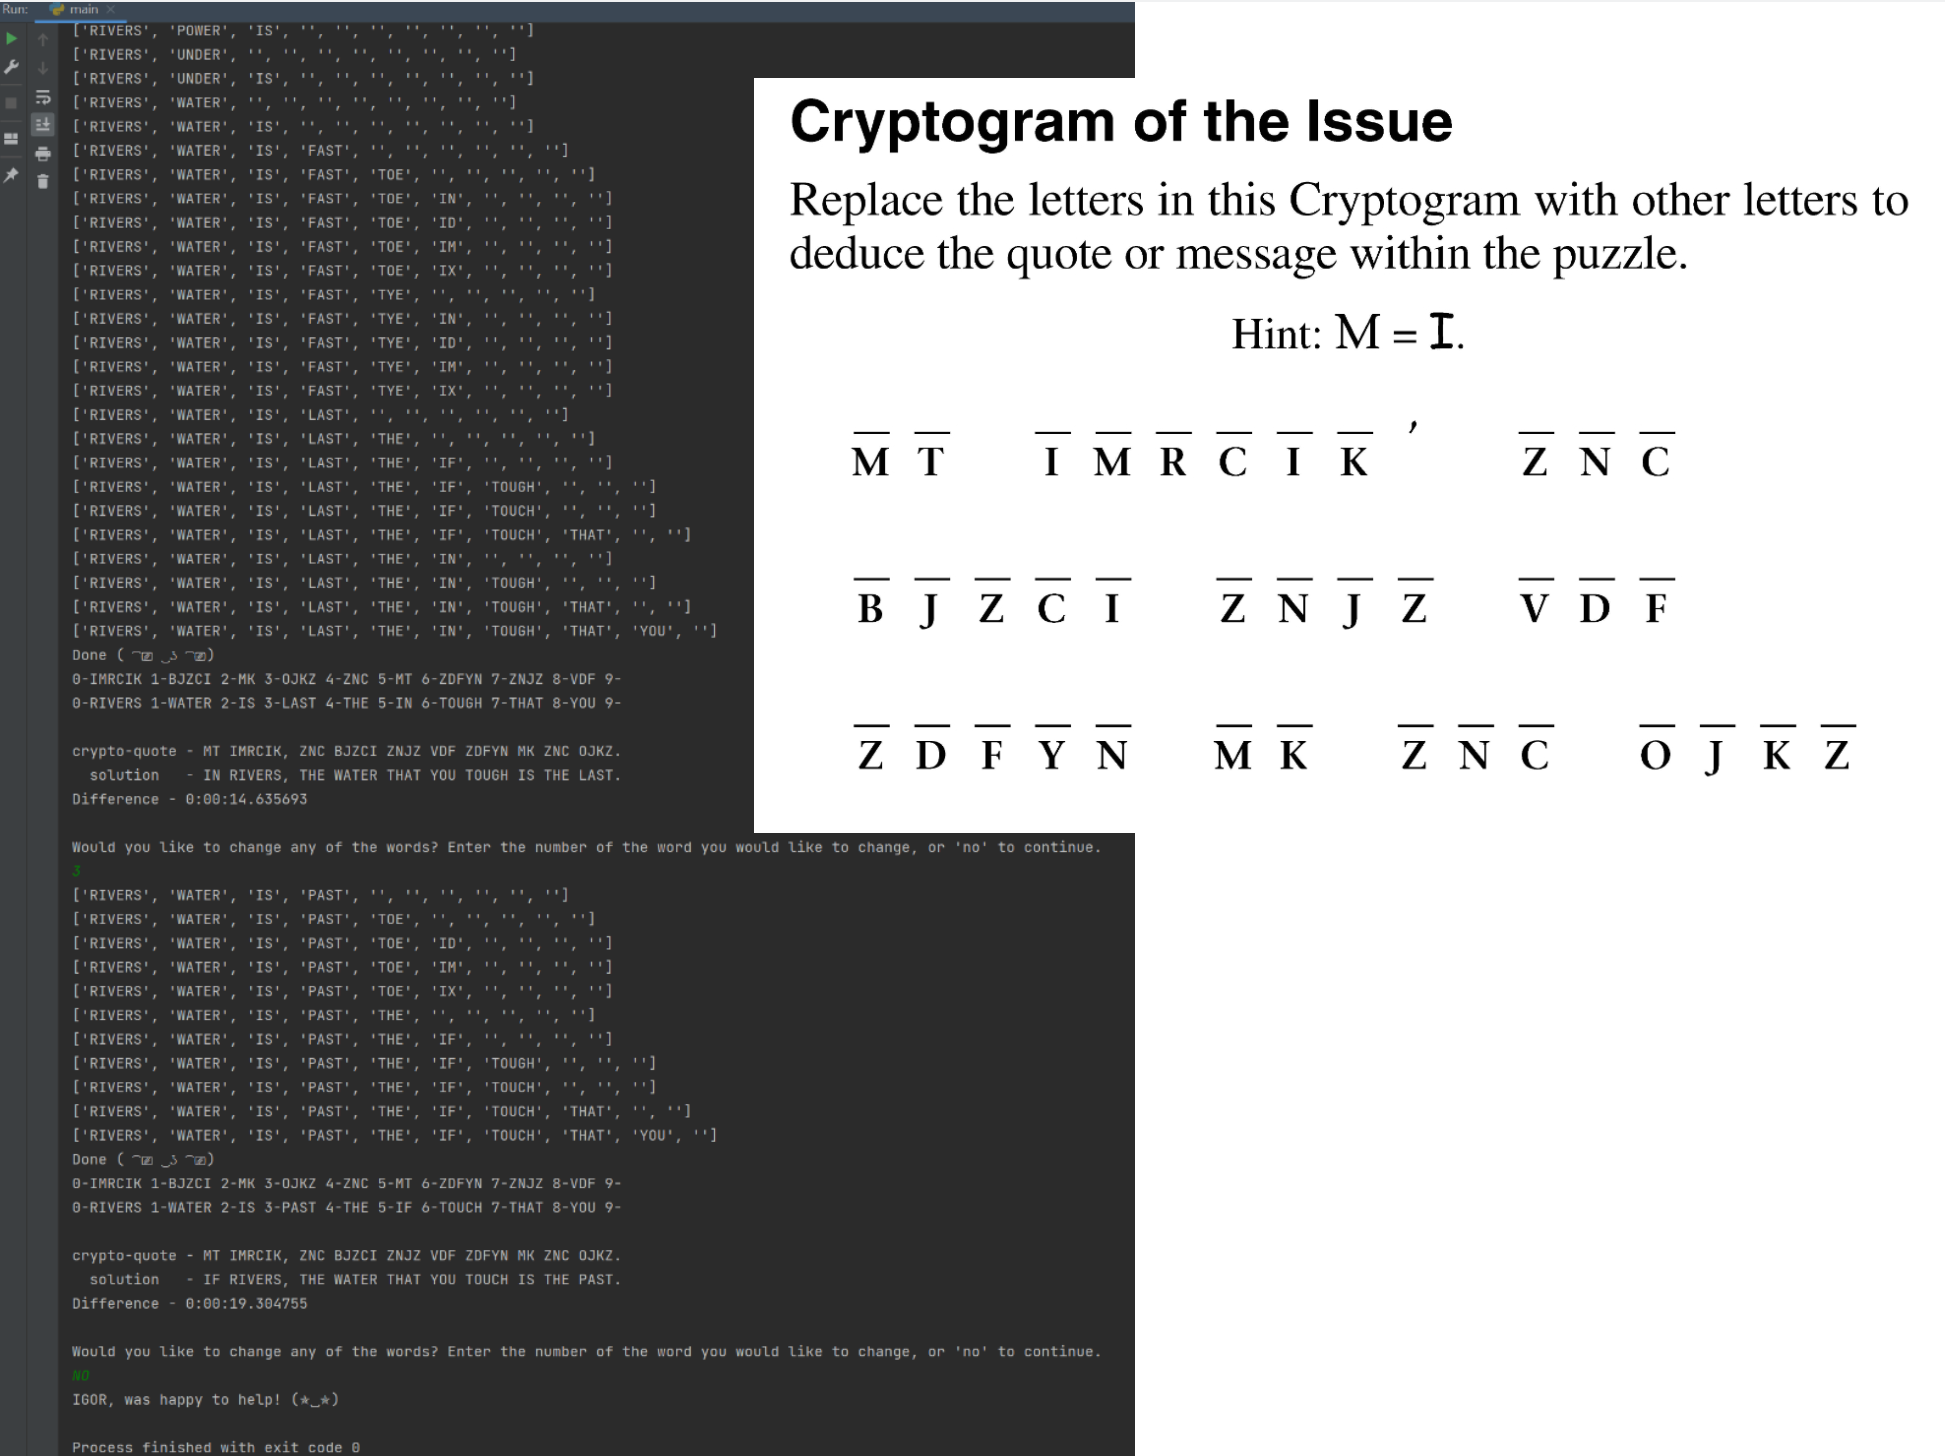 Run: main
['RIVERS', 'POWER', 'IS', '', '', '', '', '', '', '']
['RIVERS', 'UNDER', '', '', '', '', '', '', '', '']
['RIVERS', 'UNDER', 'IS', '', '', '', '', '', '', '']
['RIVERS', 'WATER', '', '', '', '', '', '', '', '']
['RIVERS', 'WATER', 'IS', '', '', '', '', '', '', '']
['RIVERS', 'WATER', 'IS', 'FAST', '', '', '', '', '', '']
['RIVERS', 'WATER', 'IS', 'FAST', 'TOE', '', '', '', '', '']
['RIVERS', 'WATER', 'IS', 'FAST', 'TOE', 'IN', '', '', '', '']
['RIVERS', 'WATER', 'IS', 'FAST', 'TOE', 'ID', '', '', '', '']
['RIVERS', 'WATER', 'IS', 'FAST', 'TOE', 'IM', '', '', '', '']
['RIVERS', 'WATER', 'IS', 'FAST', 'TOE', 'IX', '', '', '', '']
['RIVERS', 'WATER', 'IS', 'FAST', 'TYE', '', '', '', '', '']
['RIVERS', 'WATER', 'IS', 'FAST', 'TYE', 'IN', '', '', '', '']
['RIVERS', 'WATER', 'IS', 'FAST', 'TYE', 'ID', '', '', '', '']
['RIVERS', 'WATER', 'IS', 'FAST', 'TYE', 'IM', '', '', '', '']
['RIVERS', 'WATER', 'IS', 'FAST', 'TYE', 'IX', '', '', '', '']
['RIVERS', 'WATER', 'IS', 'LAST', '', '', '', '', '', '']
['RIVERS', 'WATER', 'IS', 'LAST', 'THE', '', '', '', '', '']
['RIVERS', 'WATER', 'IS', 'LAST', 'THE', 'IF', '', '', '', '']
['RIVERS', 'WATER', 'IS', 'LAST', 'THE', 'IF', 'TOUGH', '', '', '']
['RIVERS', 'WATER', 'IS', 'LAST', 'THE', 'IF', 'TOUCH', '', '', '']
['RIVERS', 'WATER', 'IS', 'LAST', 'THE', 'IF', 'TOUCH', 'THAT', '', '']
['RIVERS', 'WATER', 'IS', 'LAST', 'THE', 'IN', '', '', '', '']
['RIVERS', 'WATER', 'IS', 'LAST', 'THE', 'IN', 'TOUGH', '', '', '']
['RIVERS', 'WATER', 'IS', 'LAST', 'THE', 'IN', 'TOUGH', 'THAT', '', '']
['RIVERS', 'WATER', 'IS', 'LAST', 'THE', 'IN', 'TOUGH', 'THAT', 'YOU', '']
Done
0-IMRCIK 1-BJZCI 2-MK 3-OJKZ 4-ZNC 5-MT 6-ZDFYN 7-ZNJZ 8-VDF 9-
0-RIVERS 1-WATER 2-IS 3-LAST 4-THE 5-IN 6-TOUGH 7-THAT 8-YOU 9-
crypto-quote - MT IMRCIK, ZNC BJZCI ZNJZ VDF ZDFYN MK ZNC OJKZ.
solution - IN RIVERS, THE WATER THAT YOU TOUGH IS THE LAST.
Difference - 0:00:14.635693
Would you like to change any of the words? Enter the number of the word you would like to change, or 'no' to continue.
3
['RIVERS', 'WATER', 'IS', 'PAST', '', '', '', '', '', '']
['RIVERS', 'WATER', 'IS', 'PAST', 'TOE', '', '', '', '', '']
['RIVERS', 'WATER', 'IS', 'PAST', 'TOE', 'ID', '', '', '', '']
['RIVERS', 'WATER', 'IS', 'PAST', 'TOE', 'IM', '', '', '', '']
['RIVERS', 'WATER', 'IS', 'PAST', 'TOE', 'IX', '', '', '', '']
['RIVERS', 'WATER', 'IS', 'PAST', 'THE', '', '', '', '', '']
['RIVERS', 'WATER', 'IS', 'PAST', 'THE', 'IF', '', '', '', '']
['RIVERS', 'WATER', 'IS', 'PAST', 'THE', 'IF', 'TOUGH', '', '', '']
['RIVERS', 'WATER', 'IS', 'PAST', 'THE', 'IF', 'TOUCH', '', '', '']
['RIVERS', 'WATER', 'IS', 'PAST', 'THE', 'IF', 'TOUCH', 'THAT', '', '']
['RIVERS', 'WATER', 'IS', 'PAST', 'THE', 'IF', 'TOUCH', 'THAT', 'YOU', '']
Done
0-IMRCIK 1-BJZCI 2-MK 3-OJKZ 4-ZNC 5-MT 6-ZDFYN 7-ZNJZ 8-VDF 9-
0-RIVERS 1-WATER 2-IS 3-PAST 4-THE 5-IF 6-TOUCH 7-THAT 8-YOU 9-
crypto-quote - MT IMRCIK, ZNC BJZCI ZNJZ VDF ZDFYN MK ZNC OJKZ.
solution - IF RIVERS, THE WATER THAT YOU TOUCH IS THE PAST.
Difference - 0:00:19.304755
Would you like to change any of the words? Enter the number of the word you would like to change, or 'no' to continue.
NO
IGOR, was happy to help! (★‿★)
Process finished with exit code 0
Cryptogram of the Issue
Replace the letters in this Cryptogram with other letters to
deduce the quote or message within the puzzle.
Hint: M = I.
M T I M R C I K , Z N C
B J Z C I Z N J Z V D F
Z D F Y N M K Z N C O J K Z